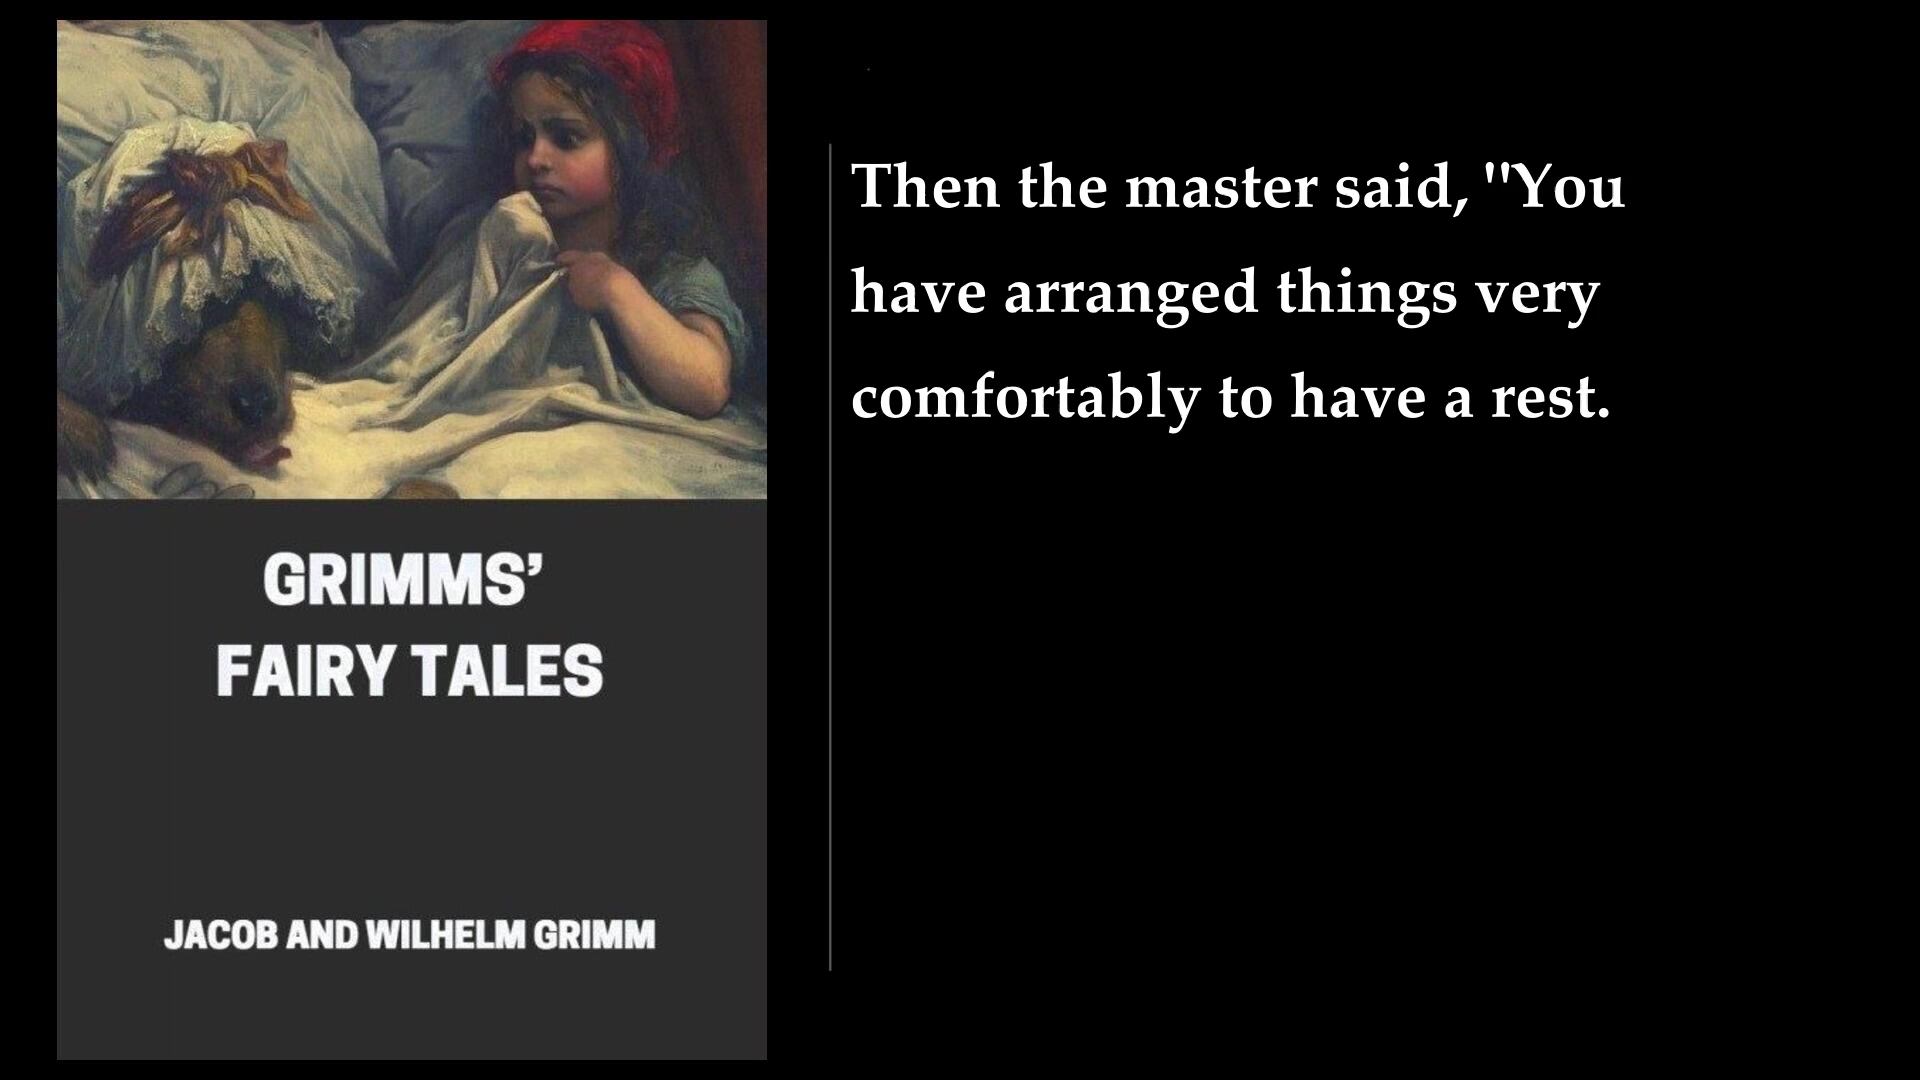 GRIMMS’
FAIRY TALES
JACOB AND WILHELM GRIMM
Then the master said, "You
have arranged things very
comfortably to have a rest.